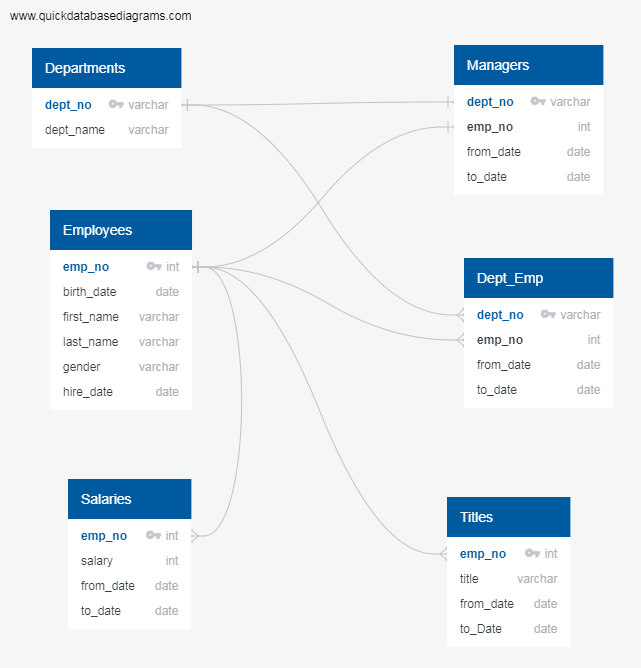 www.quickdatabasediagrams.com
Departments
dept_no varchar
dept_name varchar
Managers
dept_no varchar
emp_no int
from_date date
to_date date
Employees
emp_no int
birth_date date
first_name varchar
last_name varchar
gender varchar
hire_date date
Dept_Emp
dept_no varchar
emp_no int
from_date date
to_date date
Salaries
emp_no int
salary int
from_date date
to_date date
Titles
emp_no int
title varchar
from_date date
to_Date date